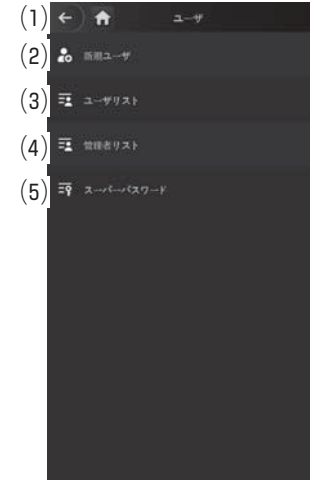 (1) ユーザ
(2) 新規ユーザ
(3) ユーザリスト
(4) 管理者リスト
(5) スーパーパスワード